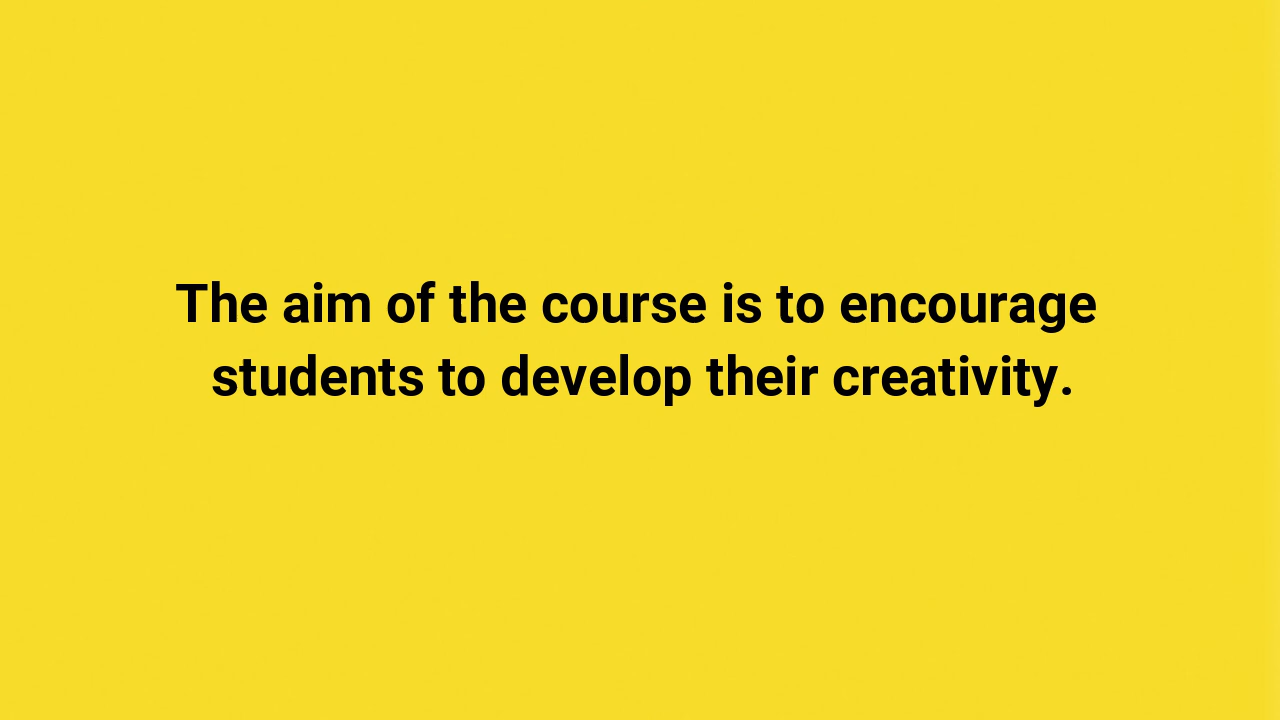 The aim of the course is to encourage
students to develop their creativity.